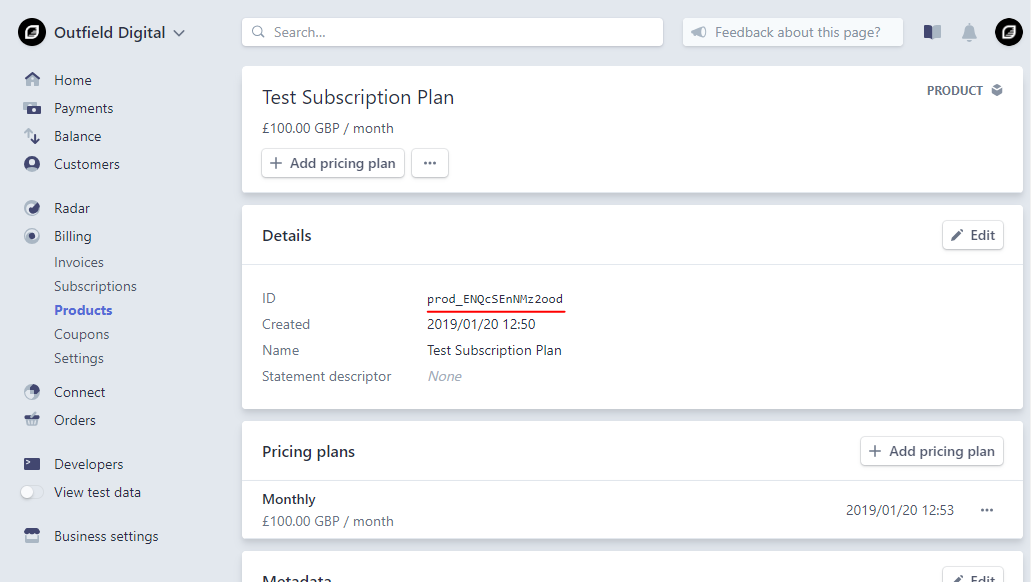 Outfield Digital
Search...
Feedback about this page?
Home
Payments
Balance
Customers
Radar
Billing
Invoices
Subscriptions
Products
Coupons
Settings
Connect
Orders
Developers
View test data
Business settings
Test Subscription Plan
PRODUCT
£100.00 GBP / month
Add pricing plan
Details
Edit
ID prod_ENQcSEnNMz2ood
Created 2019/01/20 12:50
Name Test Subscription Plan
Statement descriptor None
Pricing plans
Add pricing plan
Monthly
£100.00 GBP / month
2019/01/20 12:53
Metadata
Edit